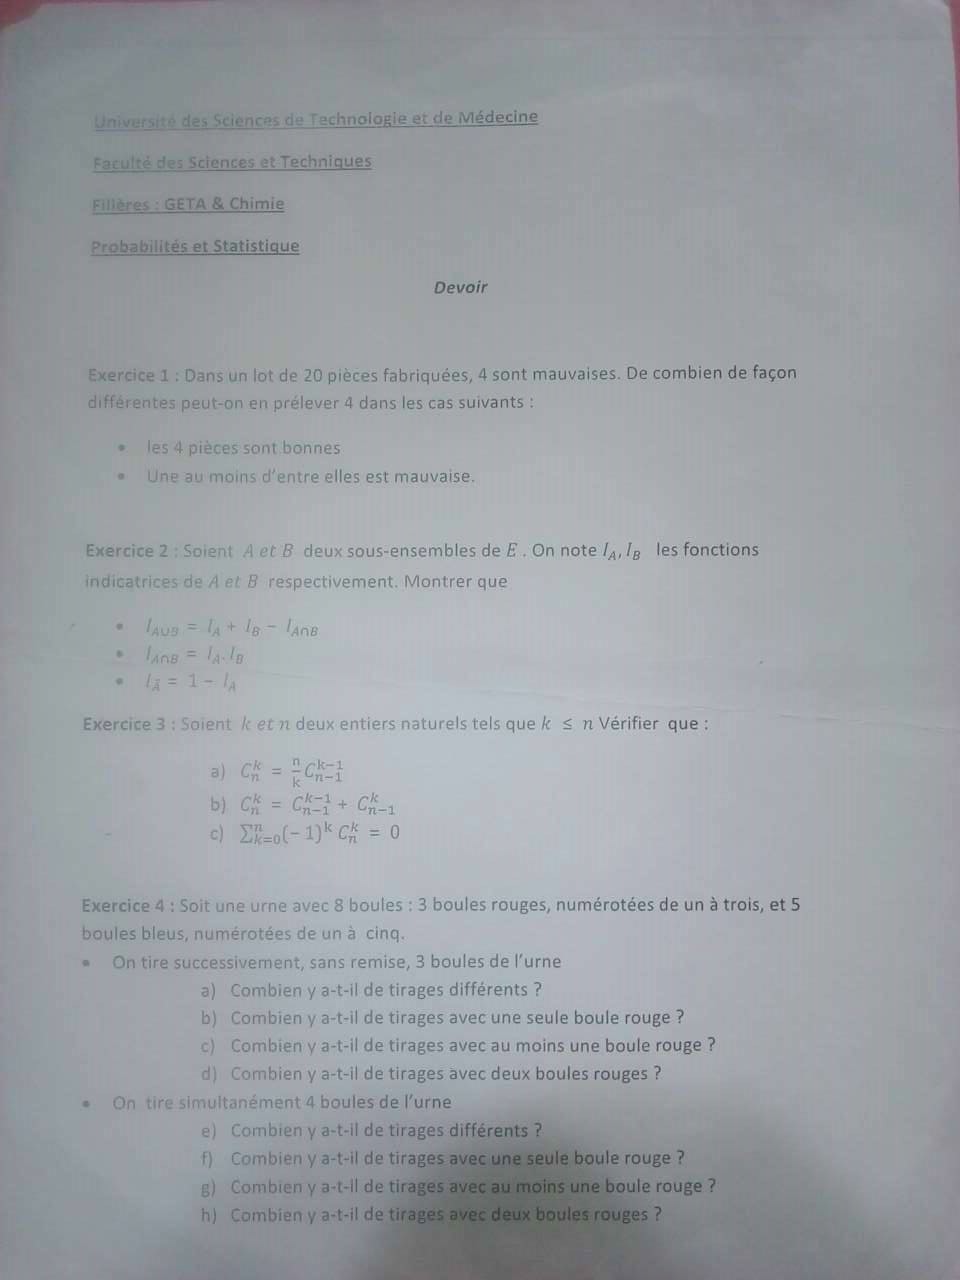 Université des Sciences de Technologie et de Médecine
Faculté des Sciences et Techniques
Filières : GETA & Chimie
Probabilités et Statistique
Devoir
Exercice 1 : Dans un lot de 20 pièces fabriquées, 4 sont mauvaises. De combien de façon
différentes peut-on en prélever 4 dans les cas suivants :
• les 4 pièces sont bonnes
• Une au moins d'entre elles est mauvaise.
Exercice 2 : Soient A et B deux sous-ensembles de E . On note I_A, I_B les fonctions
indicatrices de A et B respectivement. Montrer que
• I_{A∪B} = I_A + I_B − I_{A∩B}
• I_{A∩B} = I_A. I_B
• I_Ā = 1 − I_A
Exercice 3 : Soient k et n deux entiers naturels tels que k ≤ n Vérifier que :
a) C_n^k = \frac{n}{k} C_{n-1}^{k-1}
b) C_n^k = C_{n-1}^{k-1} + C_{n-1}^k
c) ∑_{k=0}^n (− 1)^k C_n^k = 0
Exercice 4 : Soit une urne avec 8 boules : 3 boules rouges, numérotées de un à trois, et 5
boules bleus, numérotées de un à cinq.
• On tire successivement, sans remise, 3 boules de l'urne
a) Combien y a-t-il de tirages différents ?
b) Combien y a-t-il de tirages avec une seule boule rouge ?
c) Combien y a-t-il de tirages avec au moins une boule rouge ?
d) Combien y a-t-il de tirages avec deux boules rouges ?
• On tire simultanément 4 boules de l'urne
e) Combien y a-t-il de tirages différents ?
f) Combien y a-t-il de tirages avec une seule boule rouge ?
g) Combien y a-t-il de tirages avec au moins une boule rouge ?
h) Combien y a-t-il de tirages avec deux boules rouges ?